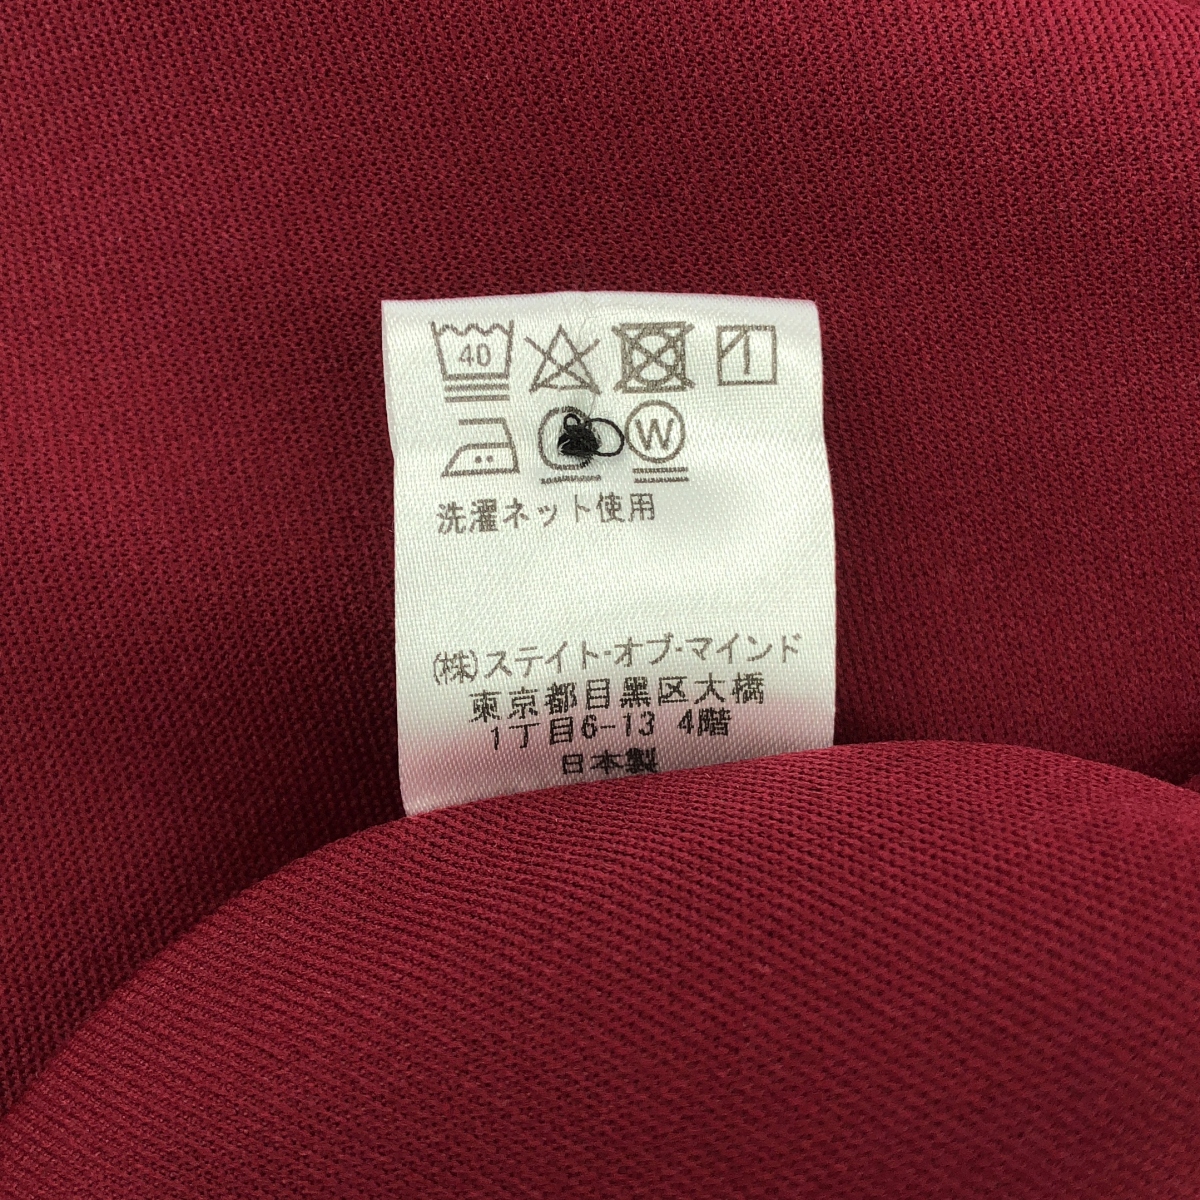 40
W
洗濯ネット使用
(株)ステイト・オブ・マインド
東京都目黒区大橋
1丁目6-13 4階
日本製